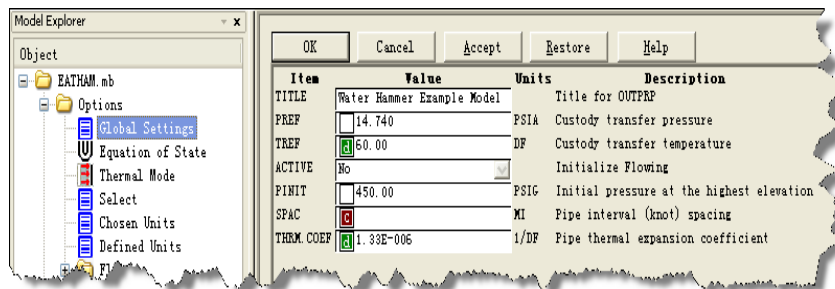 Model Explorer x
Object
EATHAM.mb
Options
Global Settings
Equation of State
Thermal Mode
Select
Chosen Units
Defined Units
OK Cancel Accept Restore Help
Item Value Units Description
TITLE Water Hammer Example Model Title for OUTPRP
PREF 14.740 PSIA Custody transfer pressure
TREF d 60.00 DF Custody transfer temperature
ACTIVE No Initialize Flowing
PINIT 450.00 PSIG Initial pressure at the highest elevation
SPAC C MI Pipe interval (knot) spacing
THRM.COEF d 1.33E-006 1/DF Pipe thermal expansion coefficient